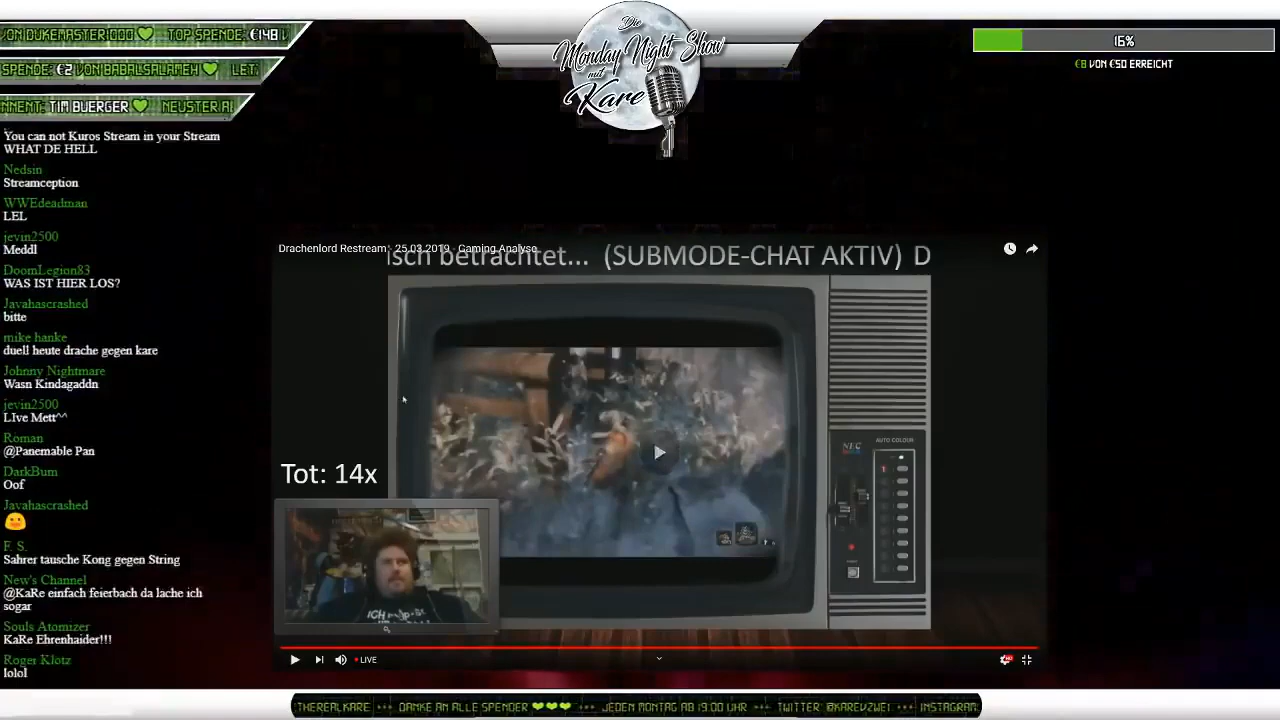 VON DUKEMASTER1000 💚 TOP SPENDE: €148
SPENDE: €2 VON BABALSALAMEH 💚 LET
TIM BUERGER 💚 NEUSTER
Die
Monday Night Show
mit
Kare
16%
€8 VON €50 ERREICHT
You can not Kuros Stream in your Stream
WHAT DE HELL
Nedsin
Streamception
WWEdeadman
LEL
jevin2500
Meddl
DoomLegion83
WAS IST HIER LOS?
Javahascrashed
bitte
mike hanke
duell heute drache gegen kare
Johnny Nightmare
Wasn Kindagaddn
jevin2500
LIve Mett^^
Roman
@Panemable Pan
DarkBum
Oof
Javahascrashed
F. S.
Sahrer tausche Kong gegen String
New's Channel
@KaRe einfach feierbach da lache ich
sogar
Souls Atomizer
KaRe Ehrenhaider!!!
Roger Klotz
lolol
Drachenlord Restream - 25.03.2019 - Gaming Analyse
isch betrachtet... (SUBMODE-CHAT AKTIV) D
NEC
AUTO COLOUR
Tot: 14x
ICH
LIVE
THEREALKARE ••• DANKE AN ALLE SPENDER ❤❤❤ ••• JEDEN MONTAG AB 19:00 UHR ••• TWITTER: @KAREVZWEI ••• INSTAGRAM